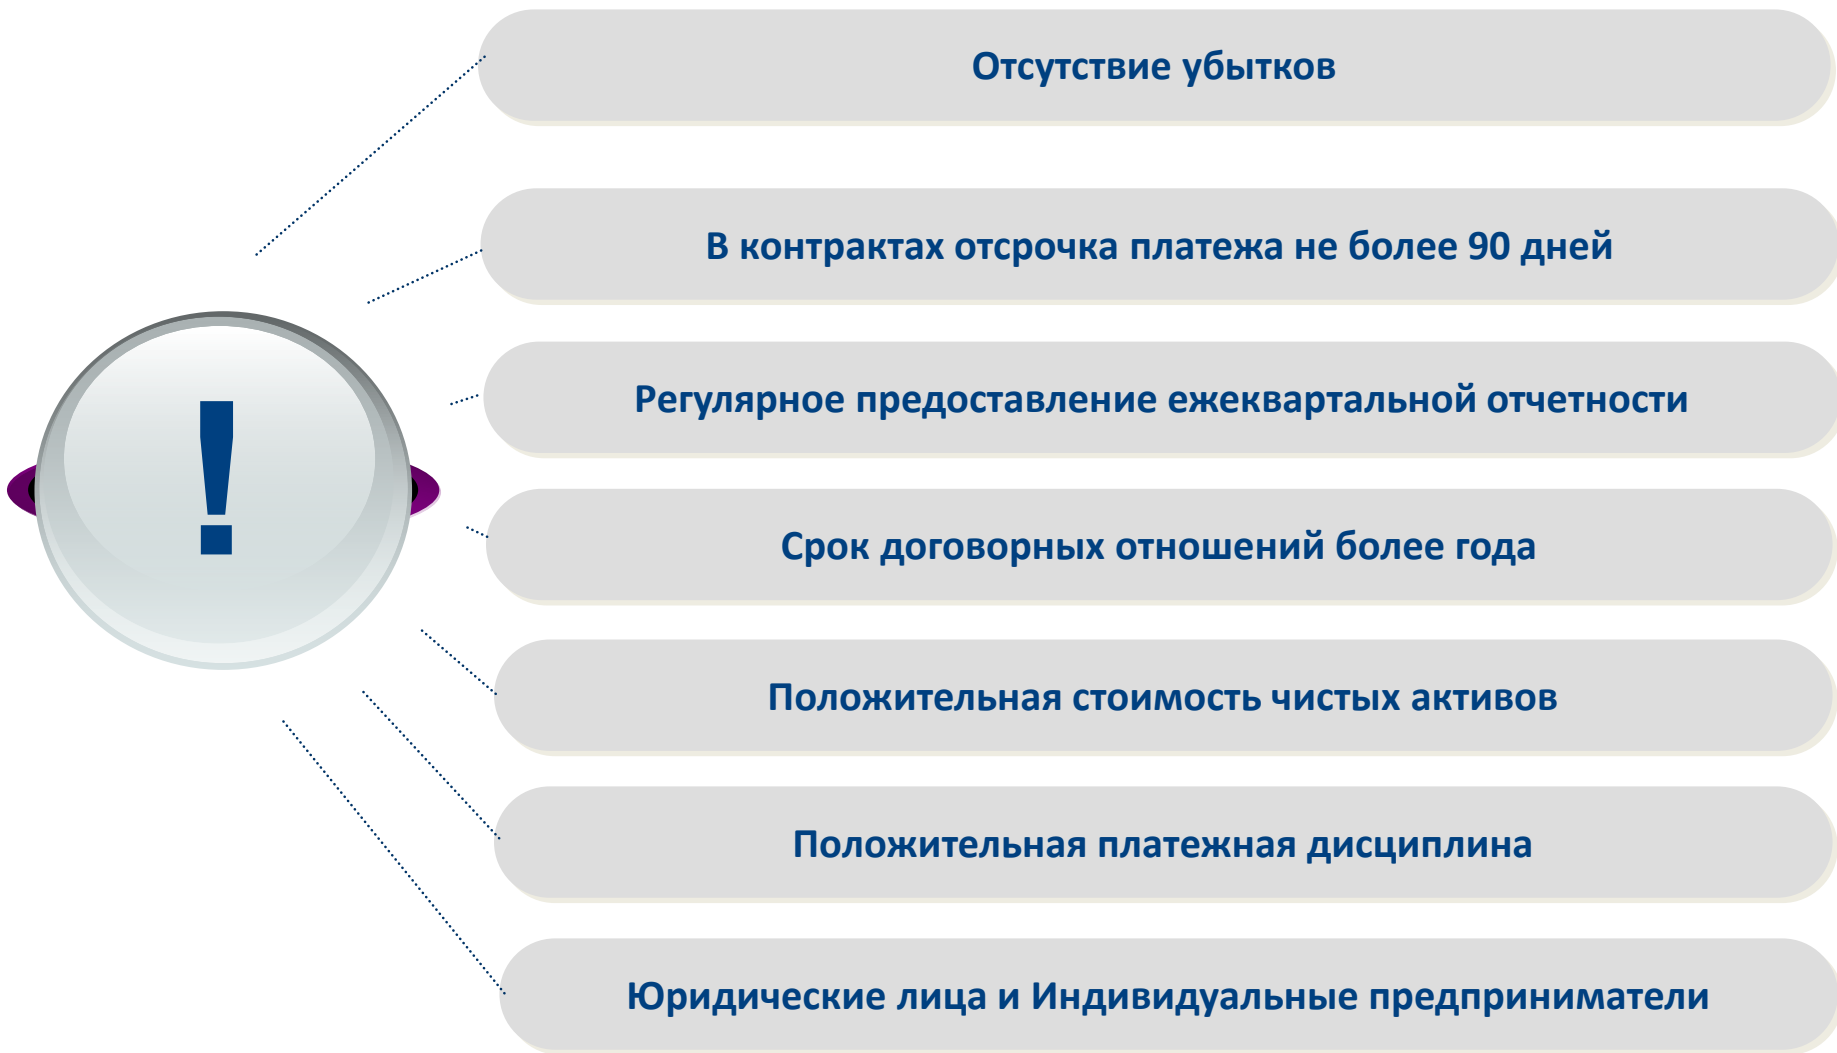 Отсутствие убытков
В контрактах отсрочка платежа не более 90 дней
Регулярное предоставление ежеквартальной отчетности
!
Срок договорных отношений более года
Положительная стоимость чистых активов
Положительная платежная дисциплина
Юридические лица и Индивидуальные предприниматели